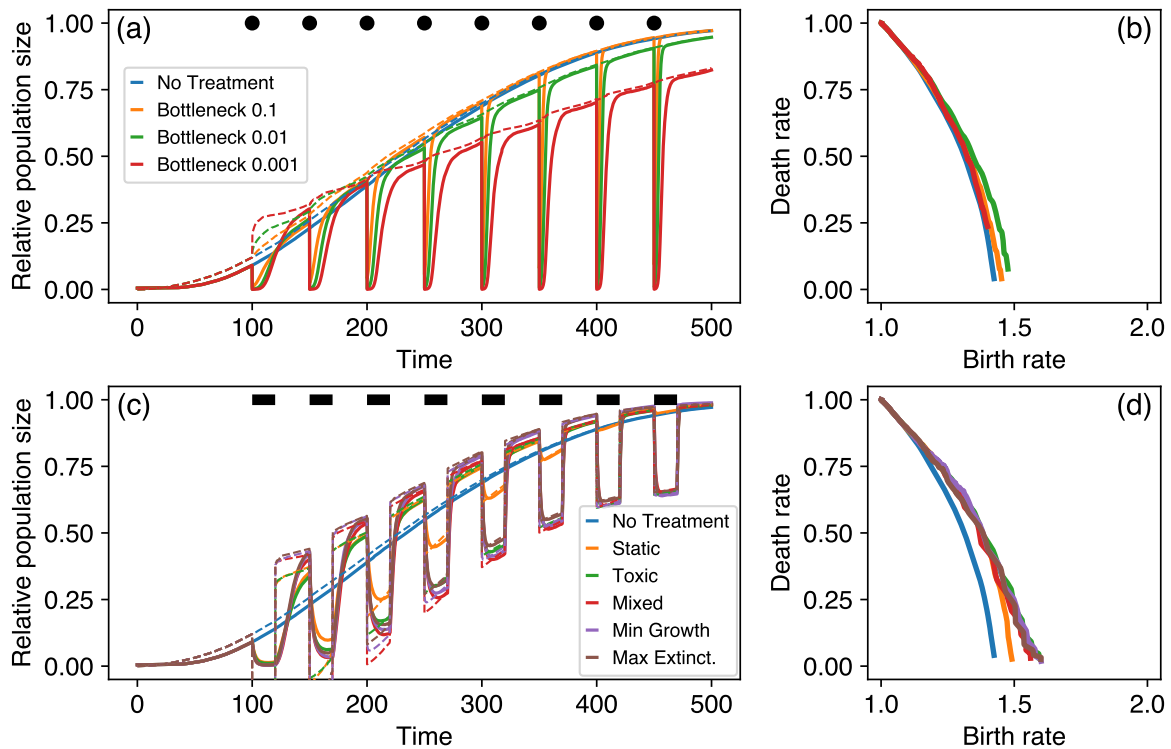 (a)
Relative population size
1.00
0.75
0.50
0.25
0.00
No Treatment
Bottleneck 0.1
Bottleneck 0.01
Bottleneck 0.001
0 100 200 300 400 500
Time
(b)
Death rate
1.00
0.75
0.50
0.25
0.00
1.0 1.5 2.0
Birth rate
(c)
Relative population size
1.00
0.75
0.50
0.25
0.00
No Treatment
Static
Toxic
Mixed
Min Growth
Max Extinct.
0 100 200 300 400 500
Time
(d)
Death rate
1.00
0.75
0.50
0.25
0.00
1.0 1.5 2.0
Birth rate